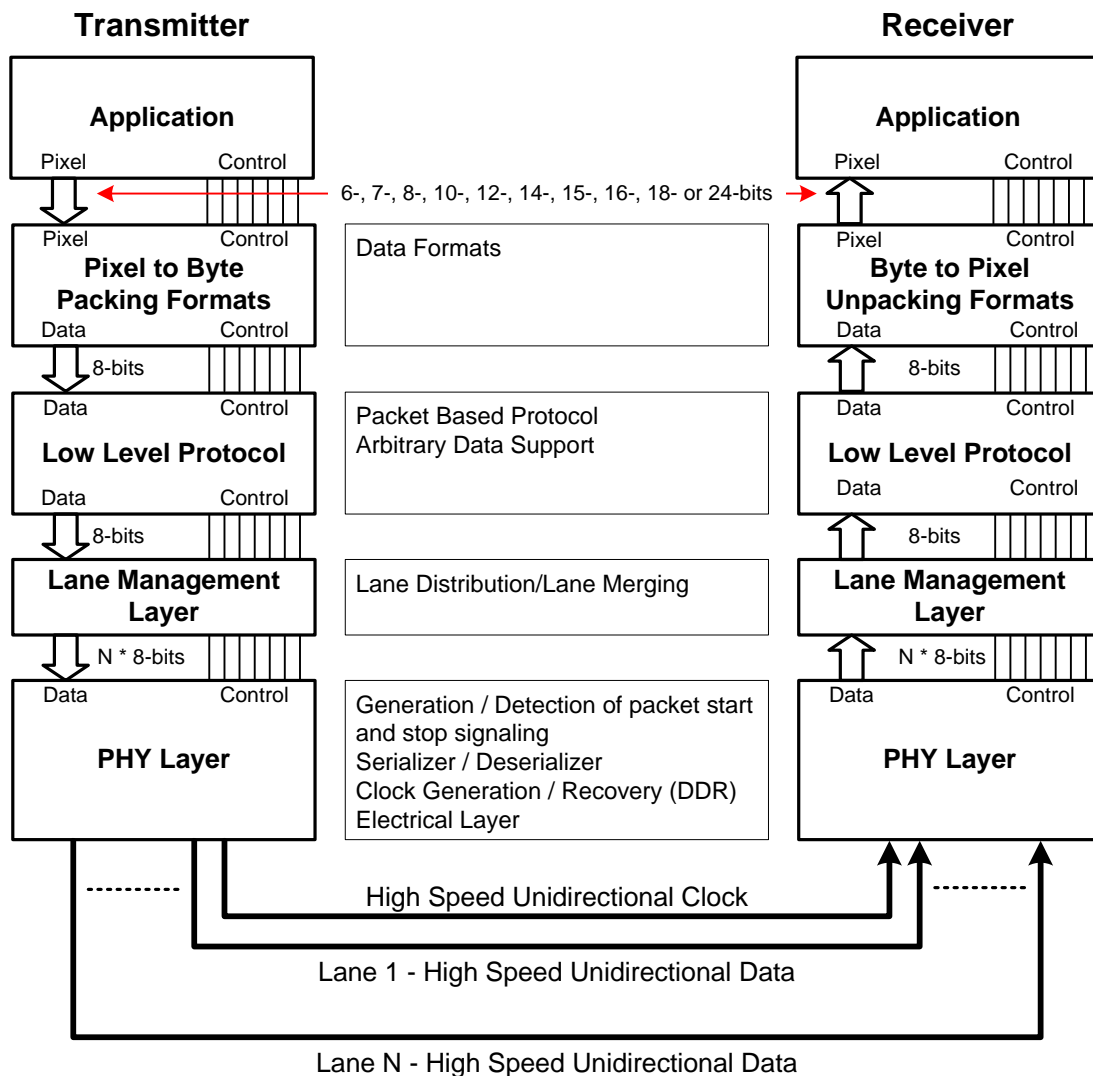 Transmitter
Receiver
Application
Pixel
Control
Application
Pixel
Control
6-, 7-, 8-, 10-, 12-, 14-, 15-, 16-, 18- or 24-bits
Pixel
Control
Pixel to Byte
Packing Formats
Data
Control
Data Formats
Pixel
Control
Byte to Pixel
Unpacking Formats
Data
Control
8-bits
8-bits
Data
Control
Low Level Protocol
Data
Control
Packet Based Protocol
Arbitrary Data Support
Data
Control
Low Level Protocol
Data
Control
8-bits
8-bits
Lane Management
Layer
Lane Distribution/Lane Merging
Lane Management
Layer
N * 8-bits
N * 8-bits
Data
Control
PHY Layer
Generation / Detection of packet start
and stop signaling
Serializer / Deserializer
Clock Generation / Recovery (DDR)
Electrical Layer
Data
Control
PHY Layer
High Speed Unidirectional Clock
Lane 1 - High Speed Unidirectional Data
Lane N - High Speed Unidirectional Data